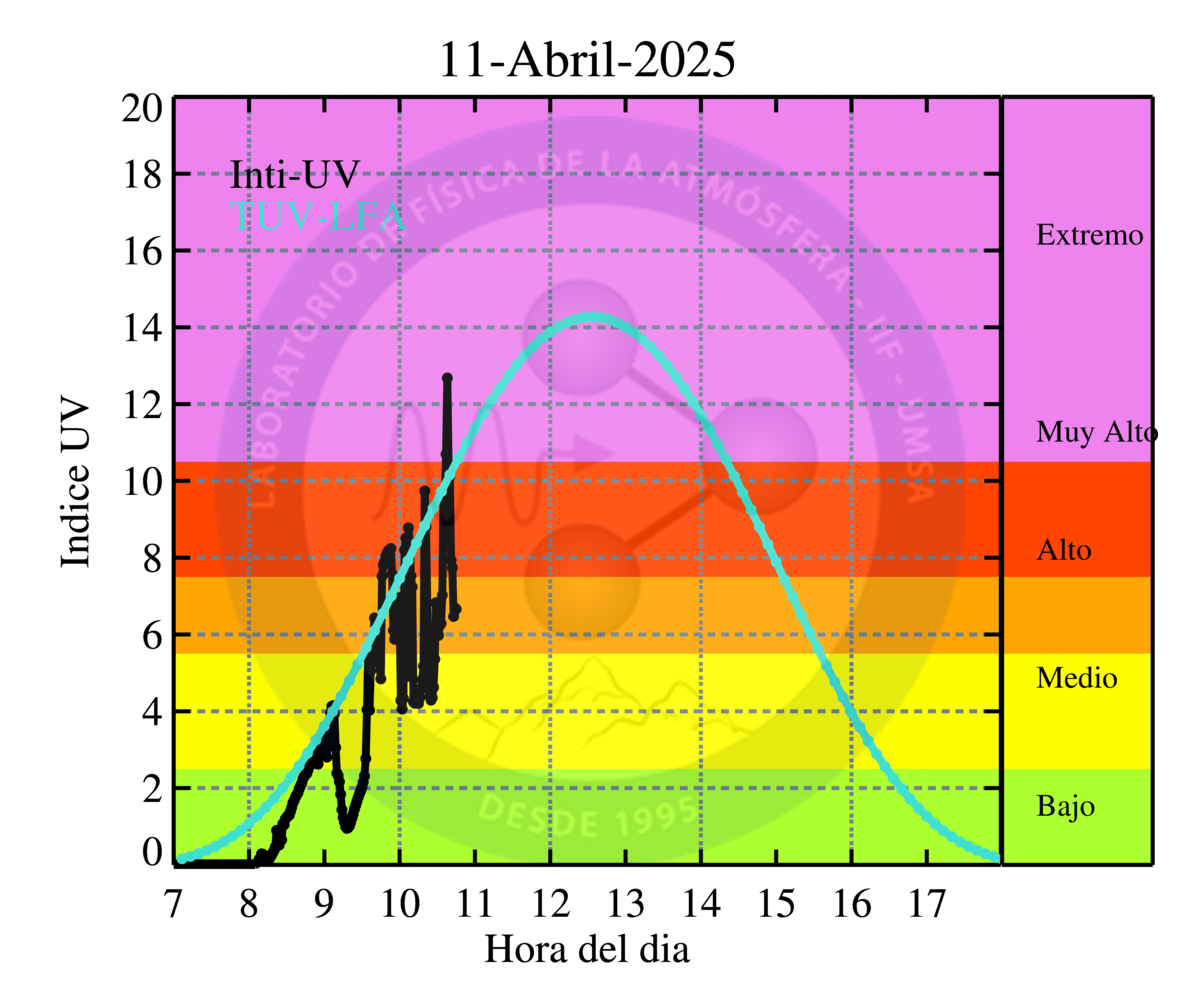 11-Abril-2025
20
18
16
14
12
10
8
6
4
2
0
Indice UV
Inti-UV
TUV-LFA
LABORATORIO DE FÍSICA DE LA ATMÓSFERA - IIF - UMSA
DESDE 1995
Extremo
Muy Alto
Alto
Medio
Bajo
7 8 9 10 11 12 13 14 15 16 17
Hora del dia